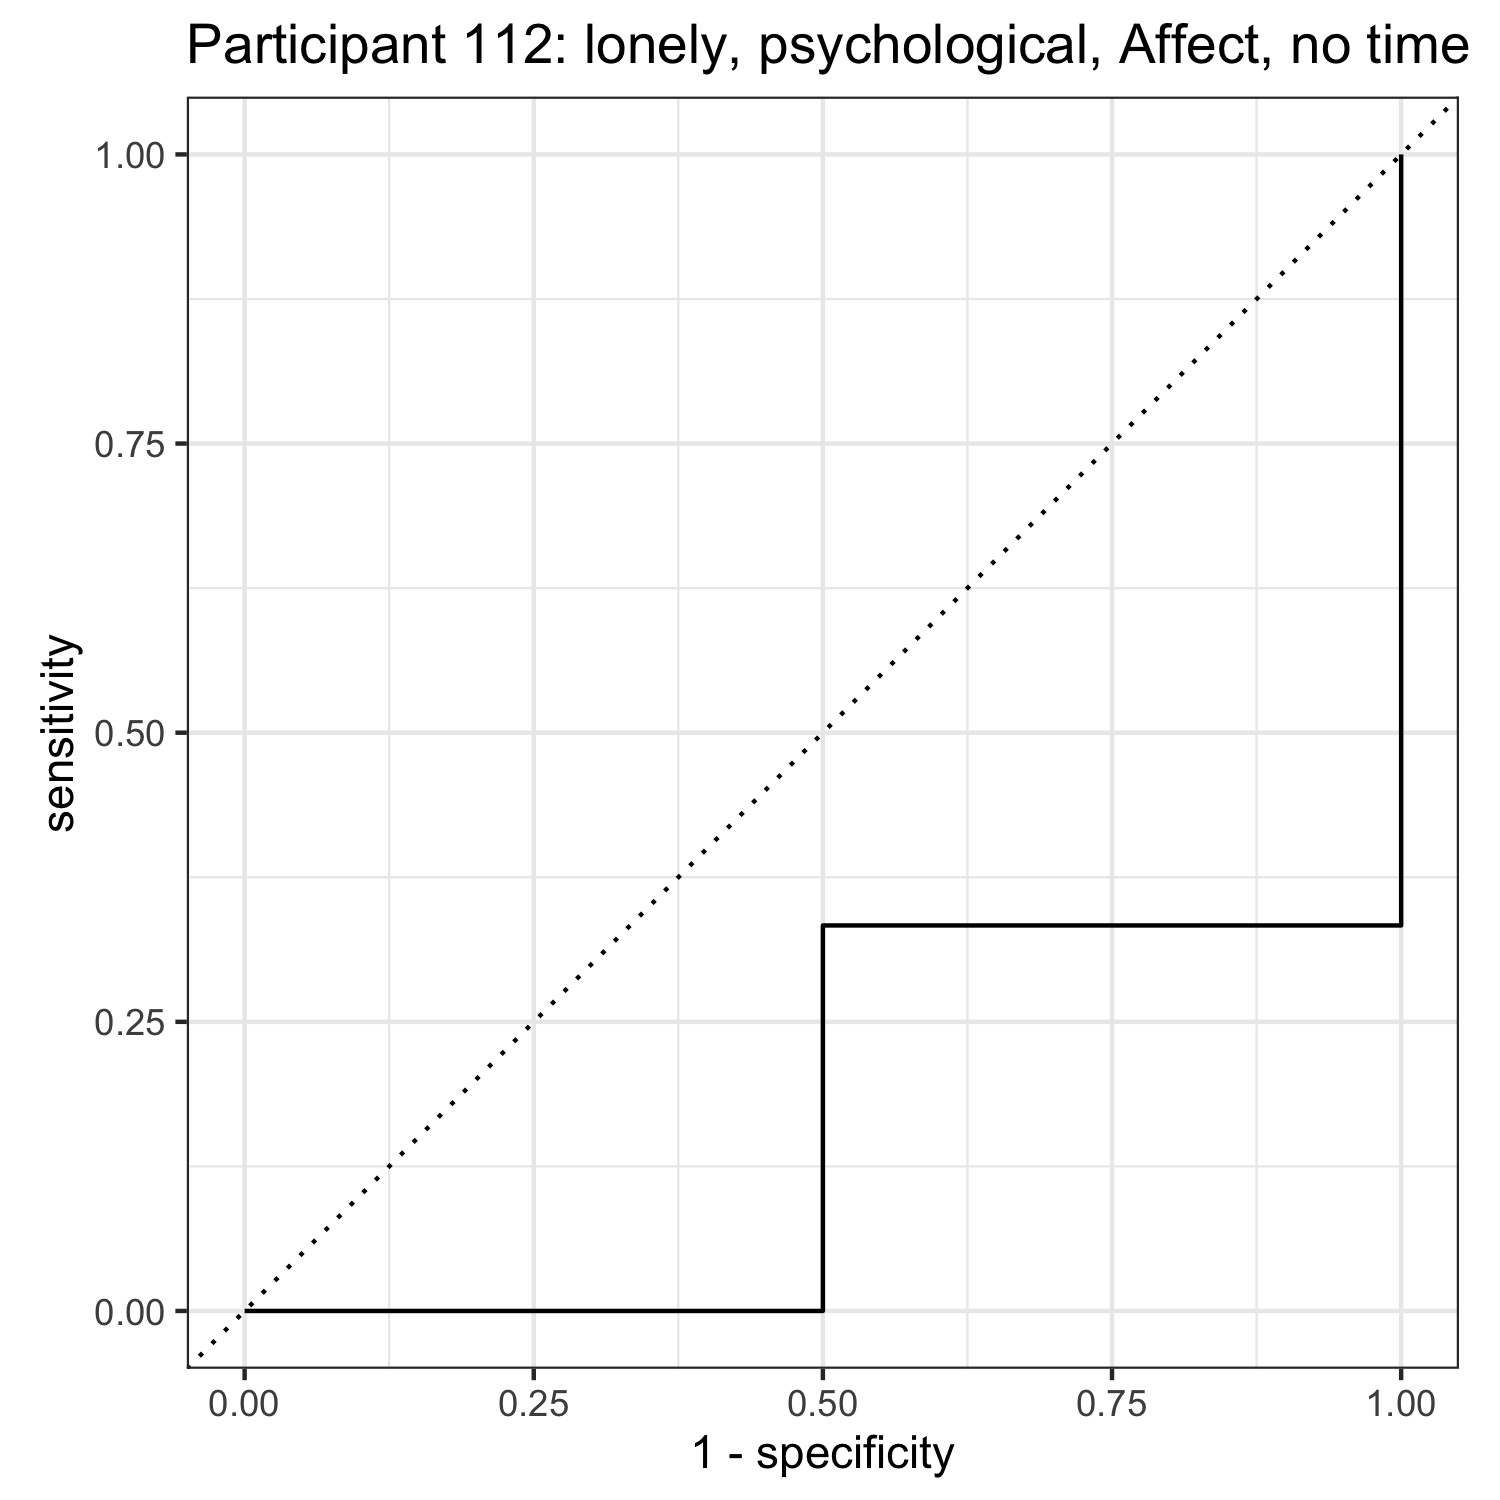 Participant 112: lonely, psychological, Affect, no time
1.00
0.75
0.50
0.25
0.00
sensitivity
0.00 0.25 0.50 0.75 1.00
1 - specificity